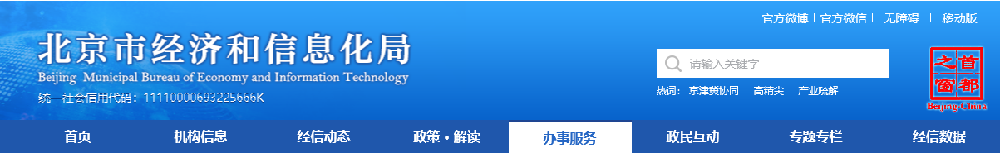 官方微博 官方微信 无障碍 移动版
北京市经济和信息化局
Beijing Municipal Bureau of Economy and Information Technology
统一社会信用代码：11110000693225666K
请输入关键字
热词： 京津冀协同 高精尖 产业疏解
首都之窗
Beijing-China
首页 机构信息 经信动态 政策·解读 办事服务 政民互动 专题专栏 经信数据